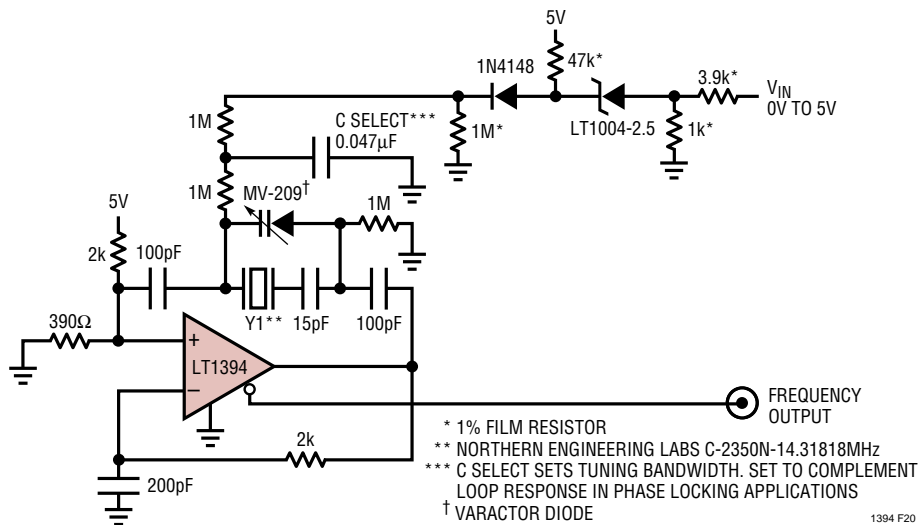 5V
1N4148
47k*
3.9k*
VIN
0V TO 5V
LT1004-2.5
1k*
1M*
1M
C SELECT***
0.047μF
1M
MV-209†
1M
5V
2k
100pF
Y1**
15pF
100pF
390Ω
+
LT1394
–
2k
200pF
FREQUENCY
OUTPUT
* 1% FILM RESISTOR
** NORTHERN ENGINEERING LABS C-2350N-14.31818MHz
*** C SELECT SETS TUNING BANDWIDTH. SET TO COMPLEMENT
LOOP RESPONSE IN PHASE LOCKING APPLICATIONS
† VARACTOR DIODE
1394 F20